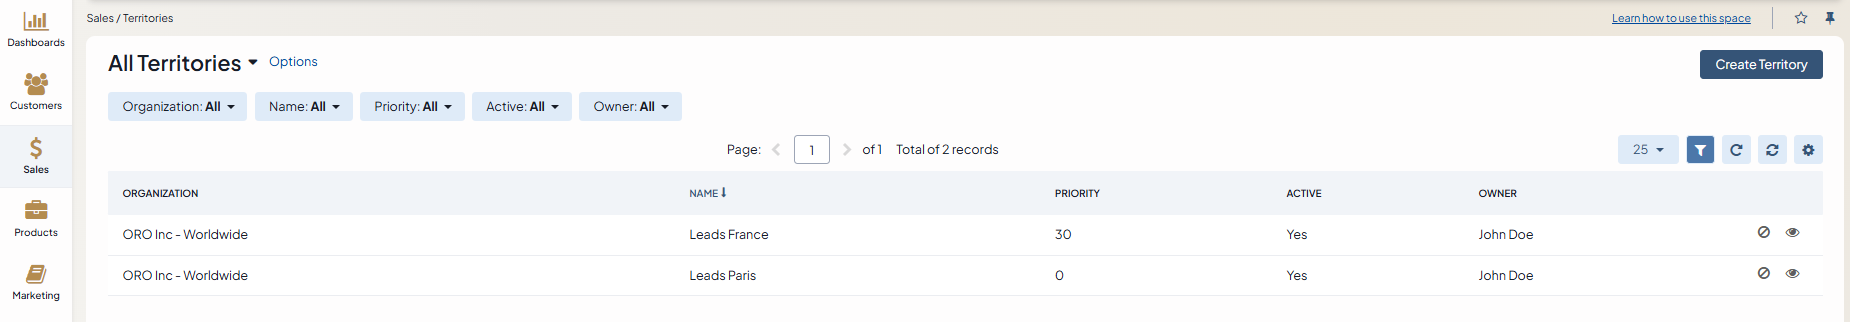 Dashboards
Customers
Sales
Products
Marketing
Sales / Territories
Learn how to use this space
All Territories
Options
Create Territory
Organization: All
Name: All
Priority: All
Active: All
Owner: All
Page: 1 of 1 Total of 2 records
25
ORGANIZATION NAME PRIORITY ACTIVE OWNER
ORO Inc - Worldwide Leads France 30 Yes John Doe
ORO Inc - Worldwide Leads Paris 0 Yes John Doe